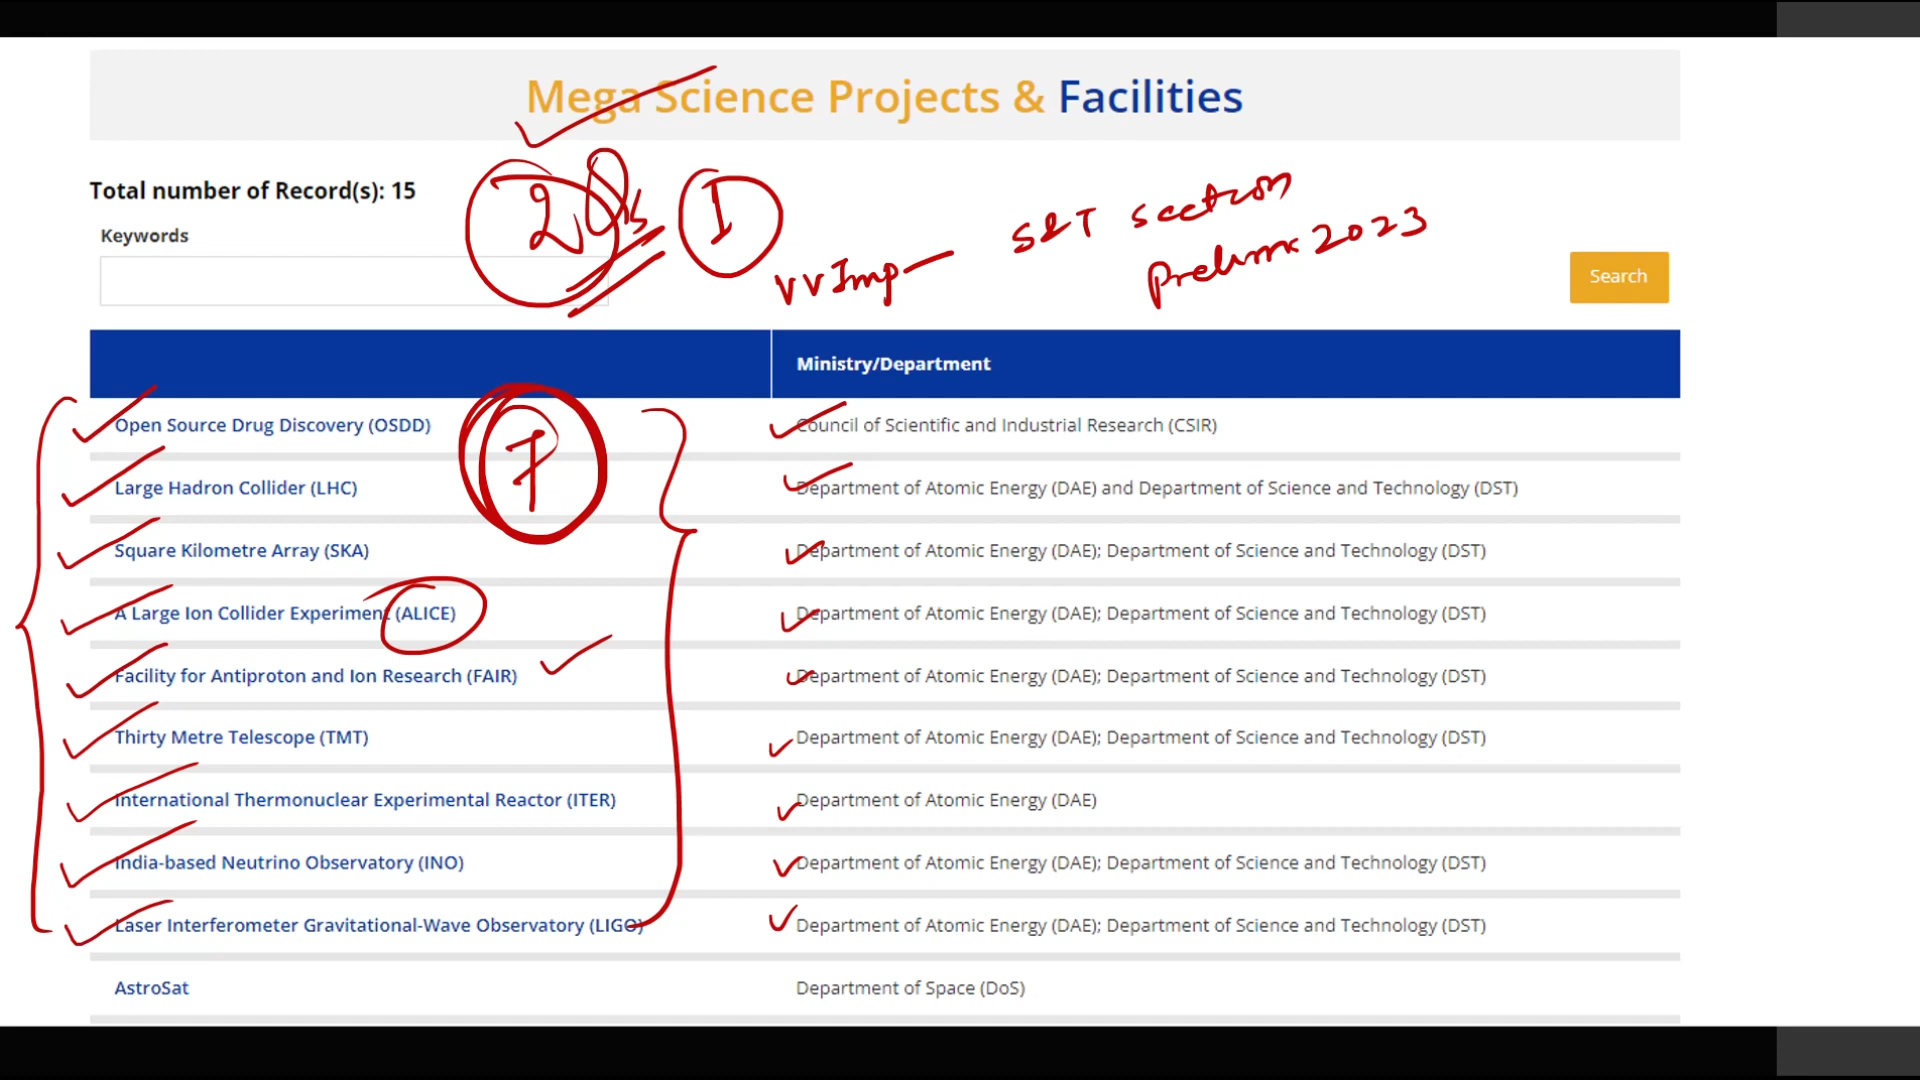 Mega Science Projects & Facilities
Total number of Record(s): 15
2 Qs
I
VV Imp
S&T section
Prelims 2023
Keywords
Search
Ministry/Department
Open Source Drug Discovery (OSDD) Council of Scientific and Industrial Research (CSIR)
7
Large Hadron Collider (LHC) Department of Atomic Energy (DAE) and Department of Science and Technology (DST)
Square Kilometre Array (SKA) Department of Atomic Energy (DAE); Department of Science and Technology (DST)
A Large Ion Collider Experiment (ALICE) Department of Atomic Energy (DAE); Department of Science and Technology (DST)
Facility for Antiproton and Ion Research (FAIR) Department of Atomic Energy (DAE); Department of Science and Technology (DST)
Thirty Metre Telescope (TMT) Department of Atomic Energy (DAE); Department of Science and Technology (DST)
International Thermonuclear Experimental Reactor (ITER) Department of Atomic Energy (DAE)
India-based Neutrino Observatory (INO) Department of Atomic Energy (DAE); Department of Science and Technology (DST)
Laser Interferometer Gravitational-Wave Observatory (LIGO) Department of Atomic Energy (DAE); Department of Science and Technology (DST)
AstroSat Department of Space (DoS)